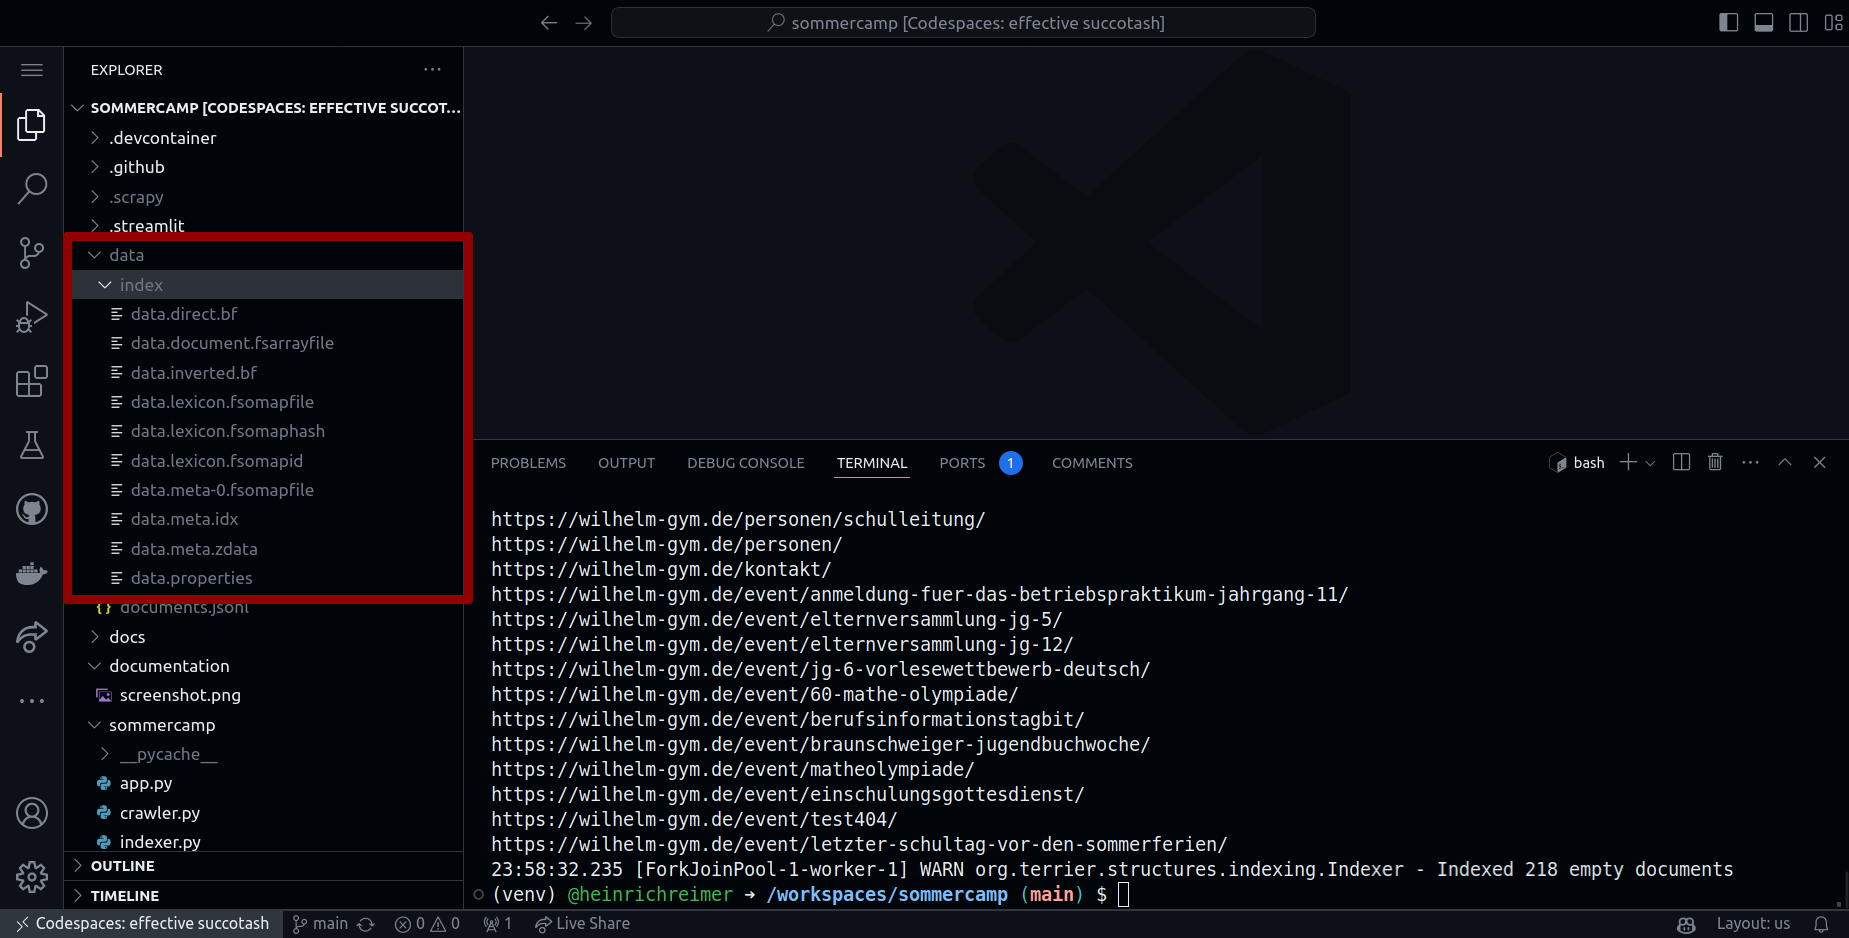 sommercamp [Codespaces: effective succotash]
EXPLORER
SOMMERCAMP [CODESPACES: EFFECTIVE SUCCOT...
.devcontainer
.github
.scrapy
.streamlit
data
index
data.direct.bf
data.document.fsarrayfile
data.inverted.bf
data.lexicon.fsomapfile
data.lexicon.fsomaphash
data.lexicon.fsomapid
data.meta-0.fsomapfile
data.meta.idx
data.meta.zdata
data.properties
{} documents.jsonl
docs
documentation
screenshot.png
sommercamp
__pycache__
app.py
crawler.py
indexer.py
OUTLINE
TIMELINE
PROBLEMS OUTPUT DEBUG CONSOLE TERMINAL PORTS 1 COMMENTS
bash
https://wilhelm-gym.de/personen/schulleitung/
https://wilhelm-gym.de/personen/
https://wilhelm-gym.de/kontakt/
https://wilhelm-gym.de/event/anmeldung-fuer-das-betriebspraktikum-jahrgang-11/
https://wilhelm-gym.de/event/elternversammlung-jg-5/
https://wilhelm-gym.de/event/elternversammlung-jg-12/
https://wilhelm-gym.de/event/jg-6-vorlesewettbewerb-deutsch/
https://wilhelm-gym.de/event/60-mathe-olympiade/
https://wilhelm-gym.de/event/berufsinformationstagbit/
https://wilhelm-gym.de/event/braunschweiger-jugendbuchwoche/
https://wilhelm-gym.de/event/matheolympiade/
https://wilhelm-gym.de/event/einschulungsgottesdienst/
https://wilhelm-gym.de/event/test404/
https://wilhelm-gym.de/event/letzter-schultag-vor-den-sommerferien/
23:58:32.235 [ForkJoinPool-1-worker-1] WARN org.terrier.structures.indexing.Indexer - Indexed 218 empty documents
(venv) @heinrichreimer ➜ /workspaces/sommercamp (main) $
Codespaces: effective succotash main 0 0 1 Live Share Layout: us